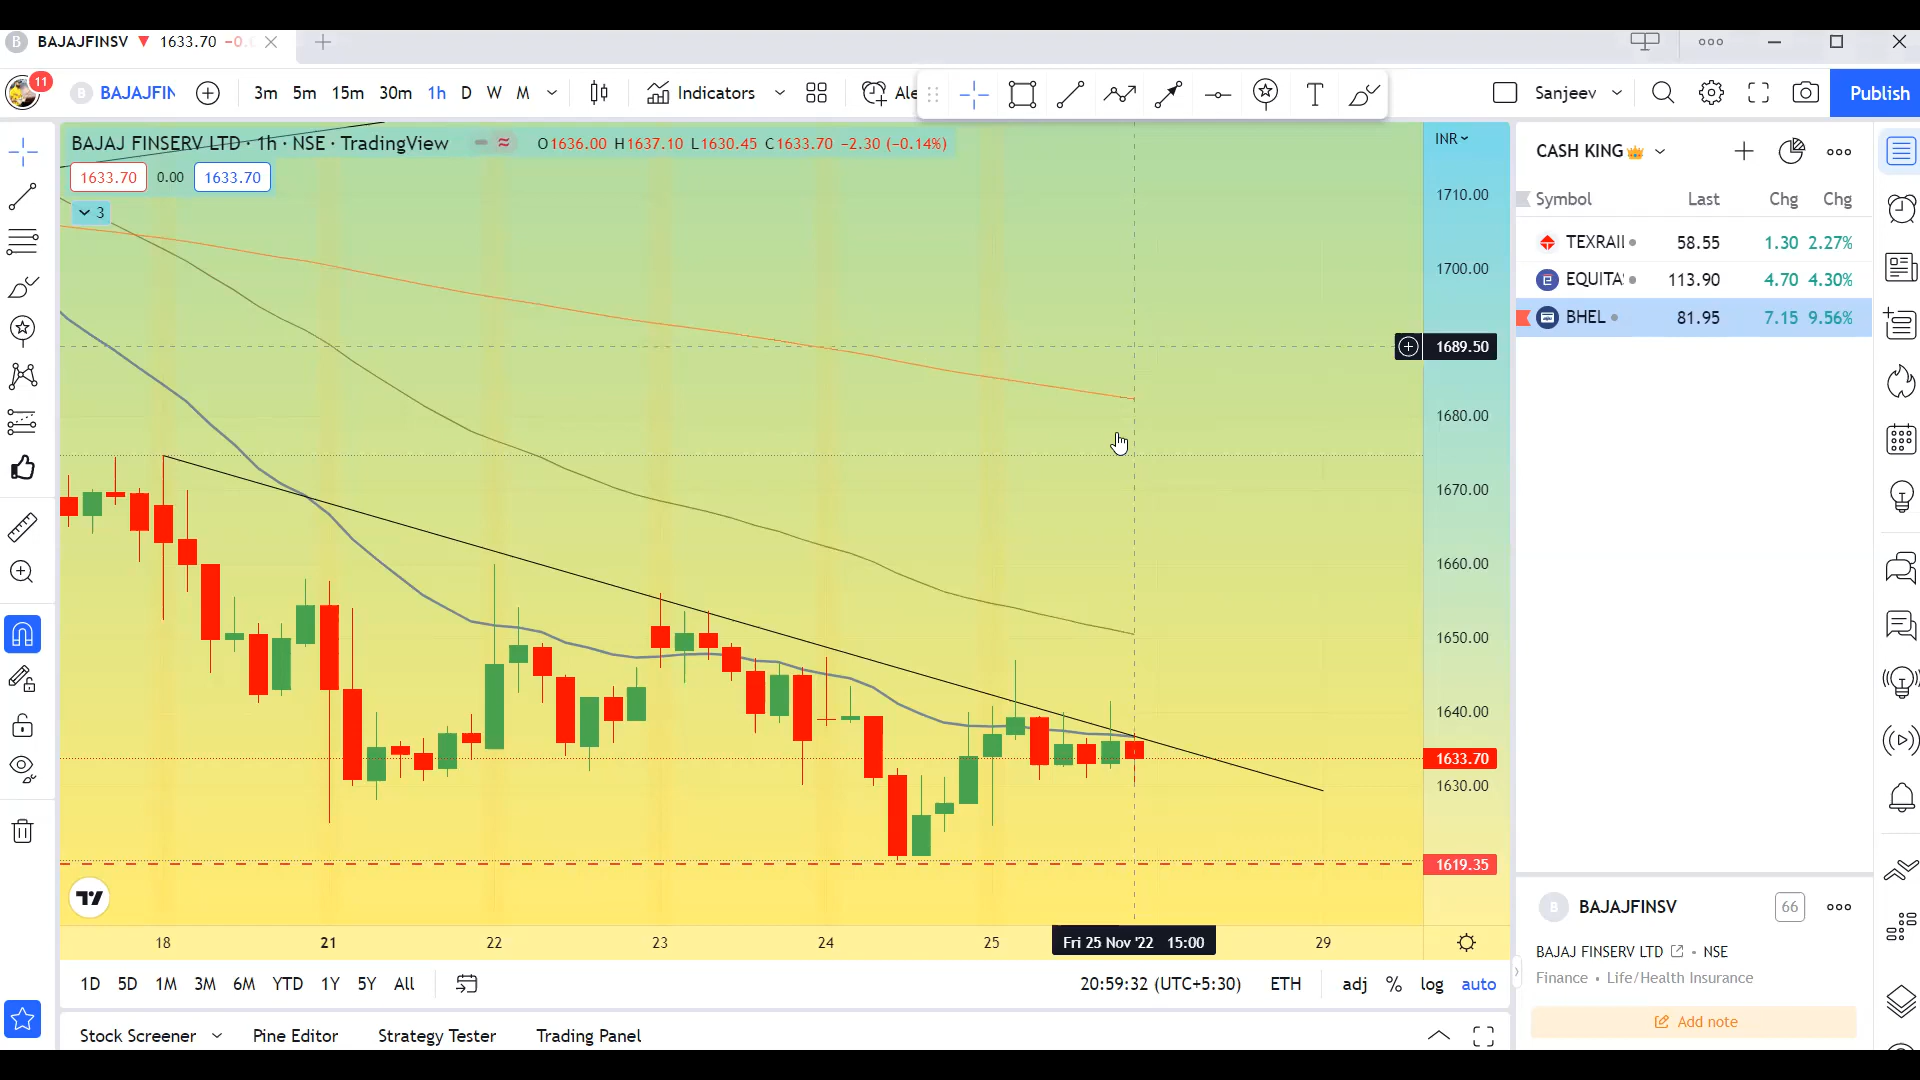 B BAJAJFINSV ▼ 1633.70 −0.
11
B BAJAJFIN 3m 5m 15m 30m 1h D W M Indicators Ale T Sanjeev Publish
BAJAJ FINSERV LTD · 1h · NSE · TradingView O1636.00 H1637.10 L1630.45 C1633.70 −2.30 (−0.14%)
INR
1633.70 0.00 1633.70
3
1710.00
1700.00
1689.50
1680.00
1670.00
1660.00
1650.00
1640.00
1633.70
1630.00
1619.35
CASH KING
Symbol Last Chg Chg
TEXRAIL 58.55 1.30 2.27%
EQUITA 113.90 4.70 4.30%
BHEL 81.95 7.15 9.56%
18 21 22 23 24 25 Fri 25 Nov '22 15:00 29
1D 5D 1M 3M 6M YTD 1Y 5Y All 20:59:32 (UTC+5:30) ETH adj % log auto
Stock Screener Pine Editor Strategy Tester Trading Panel
B BAJAJFINSV 66
BAJAJ FINSERV LTD · NSE
Finance · Life/Health Insurance
Add note